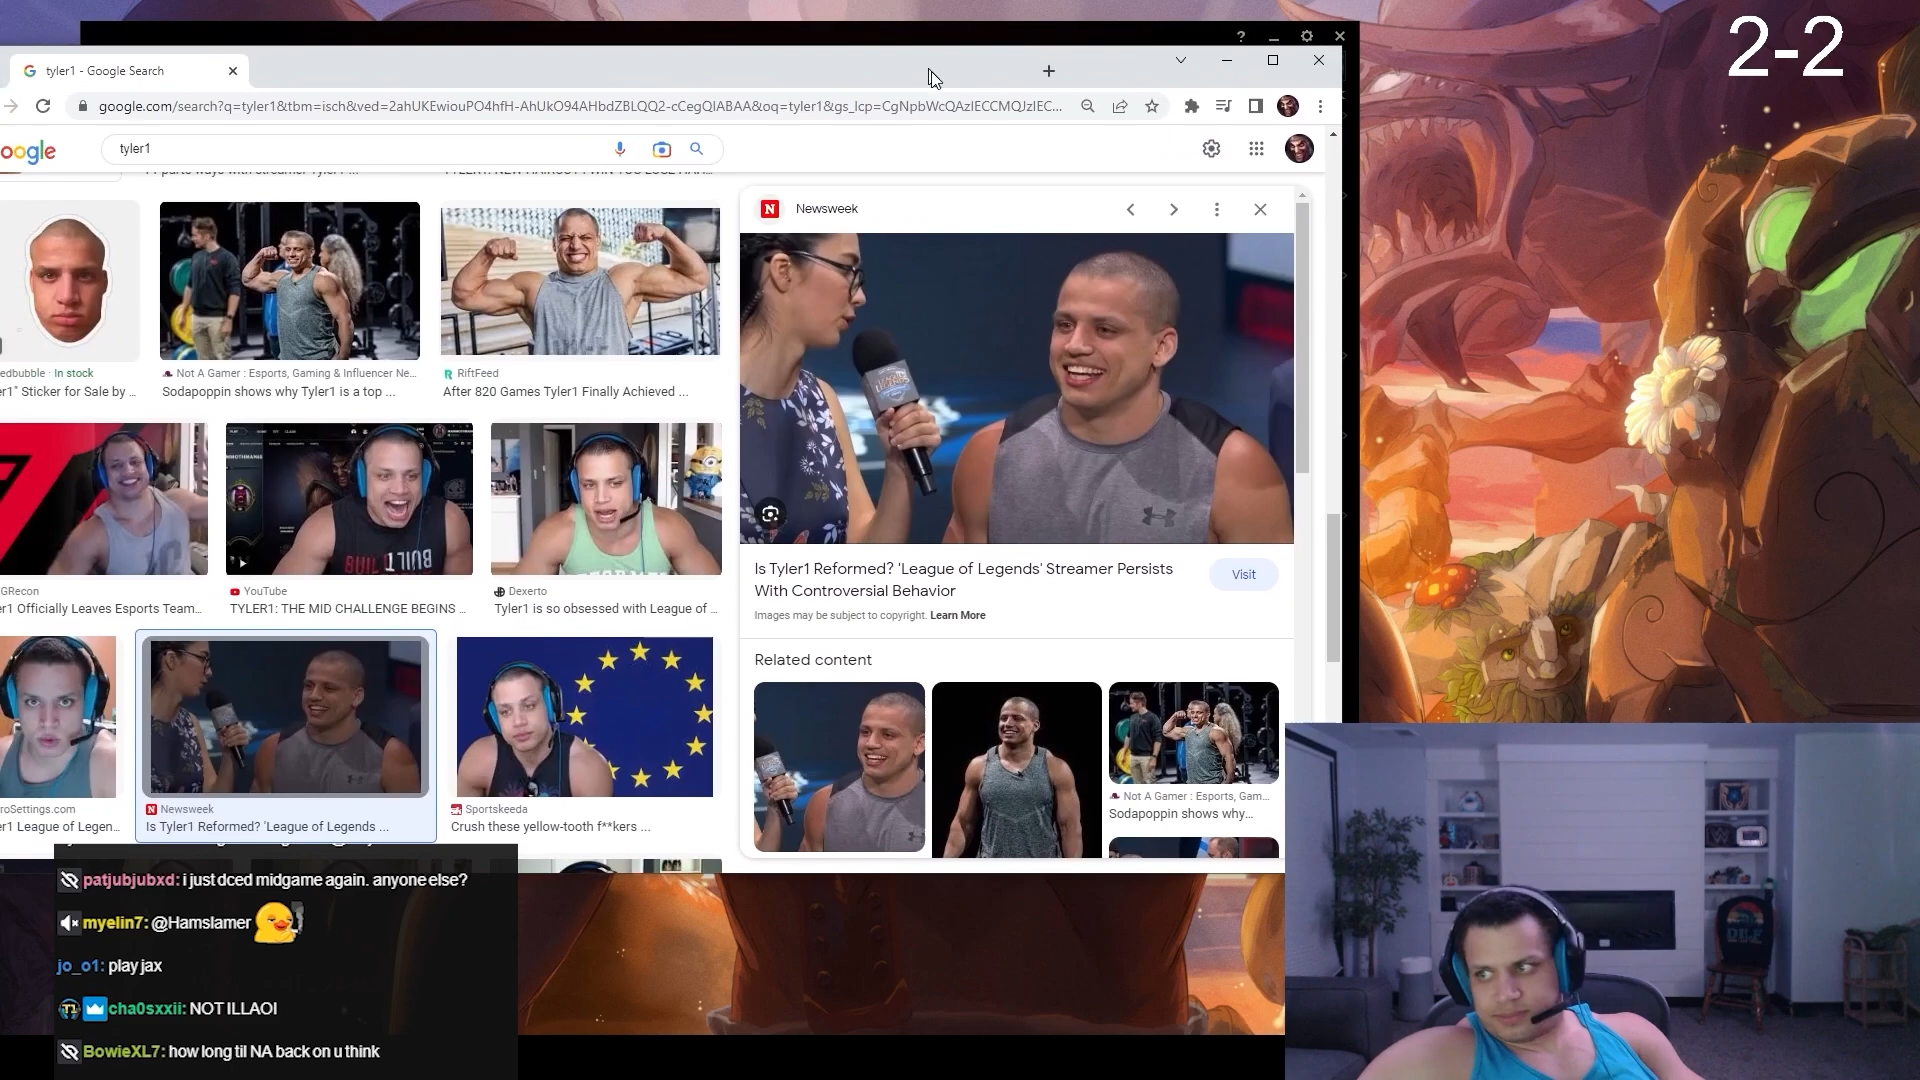 2-2
tyler1 - Google Search
google.com/search?q=tyler1&tbm=isch&ved=2ahUKEwiouPO4hfH-AhUkO94AHbdZBLQQ2-cCegQIABAA&oq=tyler1&gs_lcp=CgNpbWcQAzIECCMQJzIEC...
oogle
tyler1
Newsweek
edbubble · In stock
er1" Sticker for Sale by ...
Not A Gamer : Esports, Gaming & Influencer Ne...
Sodapoppin shows why Tyler1 is a top ...
RiftFeed
After 820 Games Tyler1 Finally Achieved ...
GRecon
er1 Officially Leaves Esports Team...
YouTube
TYLER1: THE MID CHALLENGE BEGINS ...
Dexerto
Tyler1 is so obsessed with League of ...
Is Tyler1 Reformed? 'League of Legends' Streamer Persists
With Controversial Behavior
Visit
Images may be subject to copyright. Learn More
Related content
roSettings.com
er1 League of Legen...
Newsweek
Is Tyler1 Reformed? 'League of Legends ...
Sportskeeda
Crush these yellow-tooth f**kers ...
Not A Gamer : Esports, Gam...
Sodapoppin shows why...
patjubjubxd: i just dced midgame again. anyone else?
myelin7: @Hamslamer
jo_o1: play jax
cha0sxxii: NOT ILLAOI
BowieXL7: how long til NA back on u think